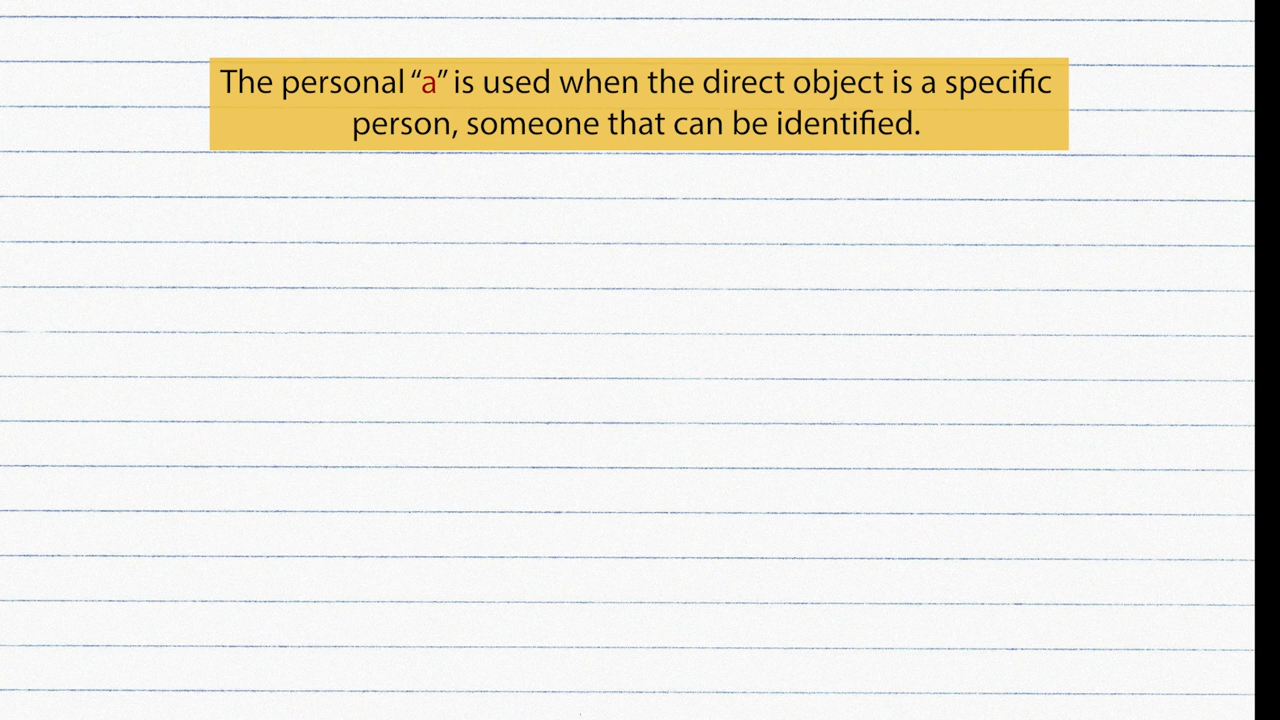 The personal “a” is used when the direct object is a specific
person, someone that can be identified.